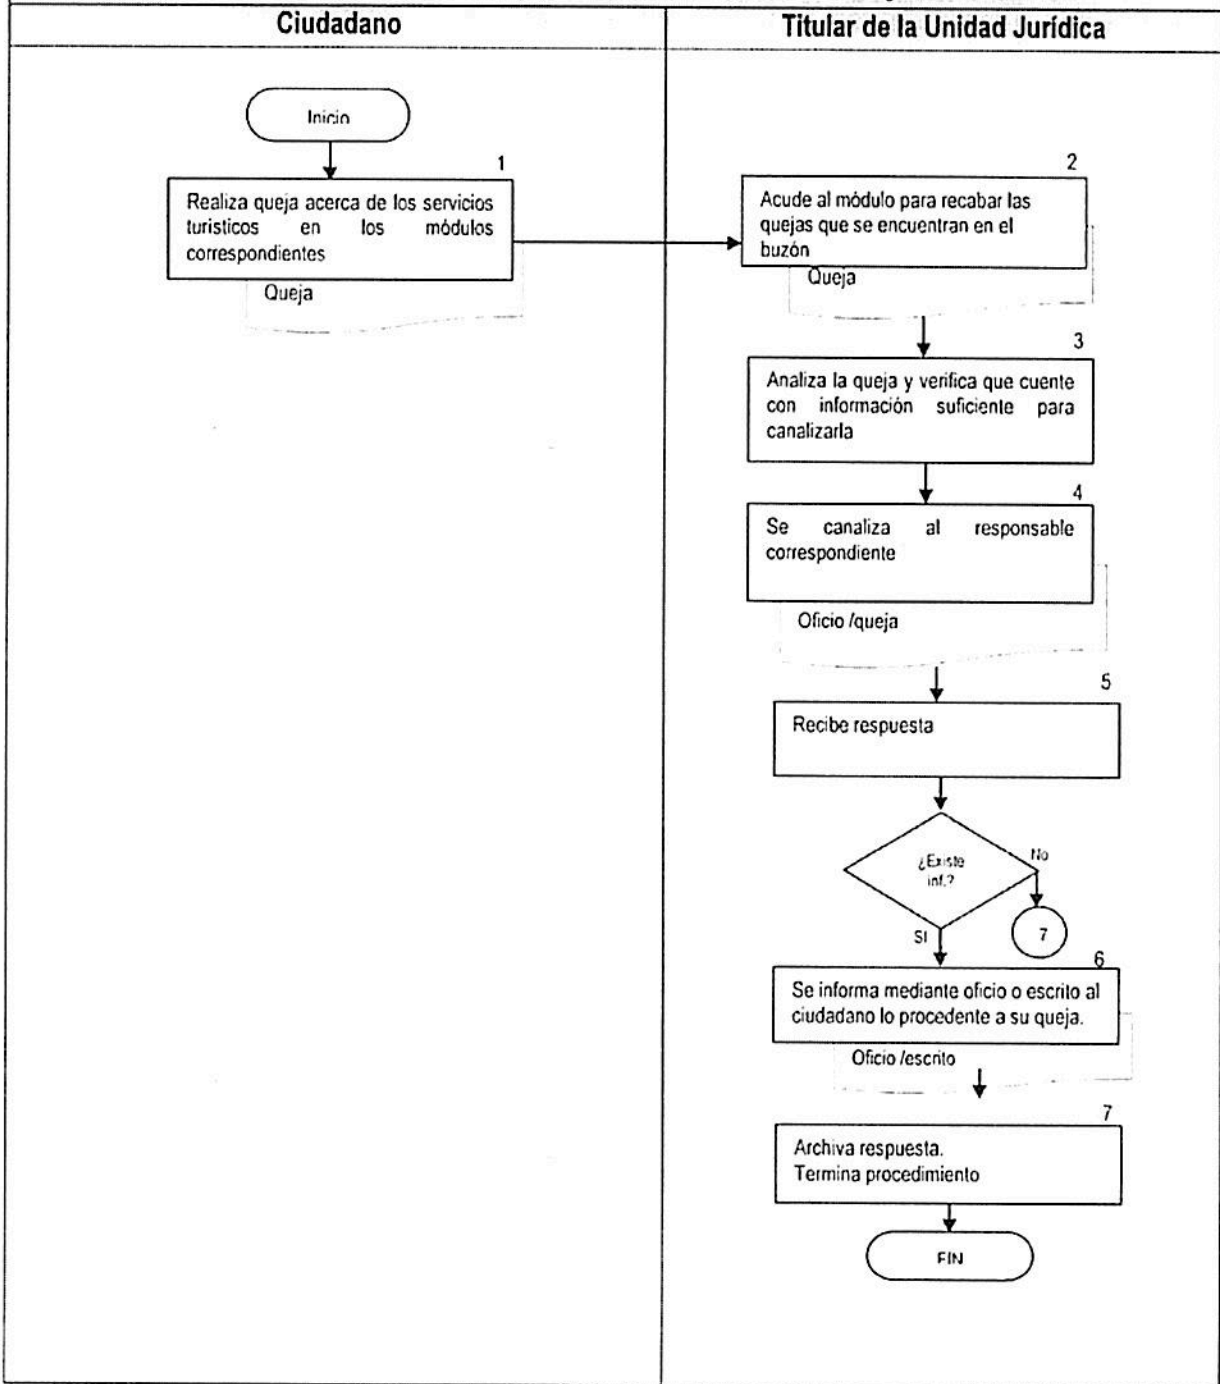 Ciudadano
Titular de la Unidad Jurídica
Inicio
1
Realiza queja acerca de los servicios
turisticos en los módulos
correspondientes
Queja
2
Acude al módulo para recabar las
quejas que se encuentran en el
buzón
Queja
3
Analiza la queja y verifica que cuente
con información suficiente para
canalizarla
4
Se canaliza al responsable
correspondiente
Oficio /queja
5
Recibe respuesta
¿Existe
inf.?
No
7
SI
6
Se informa mediante oficio o escrito al
ciudadano lo procedente a su queja.
Oficio /escrito
7
Archiva respuesta.
Termina procedimiento
FIN